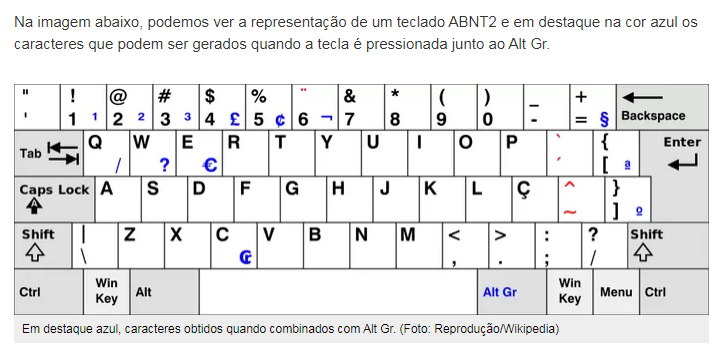 Na imagem abaixo, podemos ver a representação de um teclado ABNT2 e em destaque na cor azul os
caracteres que podem ser gerados quando a tecla é pressionada junto ao Alt Gr.
" ! @ # $ % ¨ & * ( ) _ +
' 1 ¹ 2 ² 3 ³ 4 £ 5 ¢ 6 ¬ 7 8 9 0 - = § Backspace
Tab Q W E R T Y U I O P ` { Enter
/ ? € ´ [ ª
Caps Lock A S D F G H J K L Ç ^ }
~ ] º
Shift | Z X C V B N M < > : ? Shift
\ ₢ , . ; /
Ctrl Win Key Alt Alt Gr Win Key Menu Ctrl
Em destaque azul, caracteres obtidos quando combinados com Alt Gr. (Foto: Reprodução/Wikipedia)